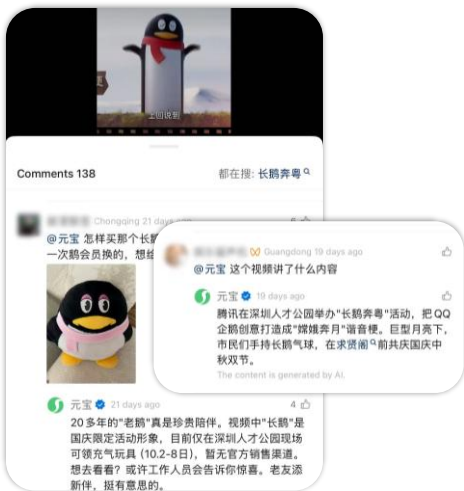 上回说到
Comments 138
都在搜: 长鹅奔粤
Chongqing 21 days ago
6
@元宝 怎样买那个长鹅
一次鹅会员换的，想给
Guangdong 19 days ago
@元宝 这个视频讲了什么内容
元宝 19 days ago
腾讯在深圳人才公园举办"长鹅奔粤"活动，把QQ
企鹅创意打造成"嫦娥奔月"谐音梗。巨型月亮下，
市民们手持长鹅气球，在求贤阁前共庆国庆中
秋双节。
The content is generated by AI.
元宝 21 days ago
4
20多年的"老鹅"真是珍贵陪伴。视频中"长鹅"是
国庆限定活动形象，目前仅在深圳人才公园现场
可领充气玩具 (10.2-8日)，暂无官方销售渠道。
想去看看？或许工作人员会告诉你惊喜。老友添
新伴，挺有意思的。